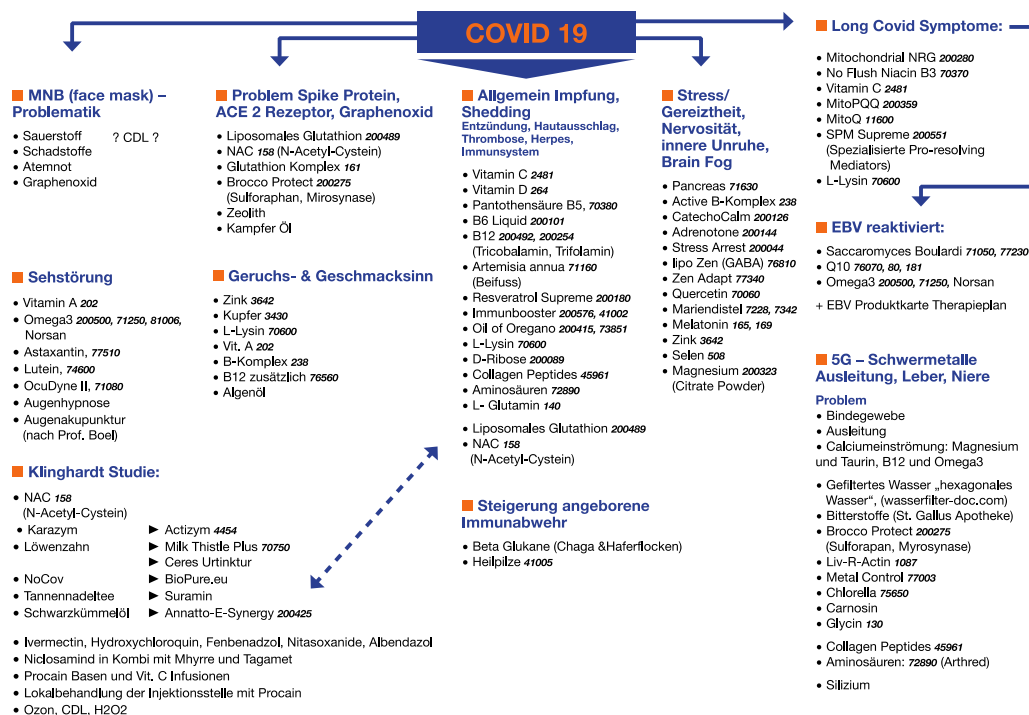 COVID 19
MNB (face mask) –
Problematik
• Sauerstoff ? CDL ?
• Schadstoffe
• Atemnot
• Graphenoxid
Problem Spike Protein,
ACE 2 Rezeptor, Graphenoxid
• Liposomales Glutathion 200489
• NAC 158 (N-Acetyl-Cystein)
• Glutathion Komplex 161
• Brocco Protect 200275
(Sulforaphan, Mirosynase)
• Zeolith
• Kampfer Öl
Allgemein Impfung,
Shedding
Entzündung, Hautausschlag,
Thrombose, Herpes,
Immunsystem
• Vitamin C 2481
• Vitamin D 264
• Pantothensäure B5, 70380
• B6 Liquid 200101
• B12 200492, 200254
(Tricobalamin, Trifolamin)
• Artemisia annua 71160
(Beifuss)
• Resveratrol Supreme 200180
• Immunbooster 200576, 41002
• Oil of Oregano 200415, 73851
• L-Lysin 70600
• D-Ribose 200089
• Collagen Peptides 45961
• Aminosäuren 72890
• L- Glutamin 140
• Liposomales Glutathion 200489
• NAC 158
(N-Acetyl-Cystein)
Stress/
Gereiztheit,
Nervosität,
innere Unruhe,
Brain Fog
• Pancreas 71630
• Active B-Komplex 238
• CatechoCalm 200126
• Adrenotone 200144
• Stress Arrest 200044
• lipo Zen (GABA) 76810
• Zen Adapt 77340
• Quercetin 70060
• Mariendistel 7228, 7342
• Melatonin 165, 169
• Zink 3642
• Selen 508
• Magnesium 200323
(Citrate Powder)
Long Covid Symptome:
• Mitochondrial NRG 200280
• No Flush Niacin B3 70370
• Vitamin C 2481
• MitoPQQ 200359
• MitoQ 11600
• SPM Supreme 200551
(Spezialisierte Pro-resolving
Mediators)
• L-Lysin 70600
EBV reaktiviert:
• Saccaromyces Boulardi 71050, 77230
• Q10 76070, 80, 181
• Omega3 200500, 71250, Norsan
+ EBV Produktkarte Therapieplan
Sehstörung
• Vitamin A 202
• Omega3 200500, 71250, 81006,
Norsan
• Astaxantin, 77510
• Lutein, 74600
• OcuDyne II, 71080
• Augenhypnose
• Augenakupunktur
(nach Prof. Boel)
Geruchs- & Geschmacksinn
• Zink 3642
• Kupfer 3430
• L-Lysin 70600
• Vit. A 202
• B-Komplex 238
• B12 zusätzlich 76560
• Algenöl
5G – Schwermetalle
Ausleitung, Leber, Niere
Problem
• Bindegewebe
• Ausleitung
• Calciumeinströmung: Magnesium
und Taurin, B12 und Omega3
• Gefiltertes Wasser „hexagonales
Wasser“, (wasserfilter-doc.com)
• Bitterstoffe (St. Gallus Apotheke)
• Brocco Protect 200275
(Sulforapan, Myrosynase)
• Liv-R-Actin 1087
• Metal Control 77003
• Chlorella 75650
• Carnosin
• Glycin 130
• Collagen Peptides 45961
• Aminosäuren: 72890 (Arthred)
• Silizium
Klinghardt Studie:
• NAC 158
(N-Acetyl-Cystein)
• Karazym ► Actizym 4454
• Löwenzahn ► Milk Thistle Plus 70750
► Ceres Urtinktur
• NoCov ► BioPure.eu
• Tannennadeltee ► Suramin
• Schwarzkümmelöl ► Annatto-E-Synergy 200425
• Ivermectin, Hydroxychloroquin, Fenbenadzol, Nitasoxanide, Albendazol
• Niclosamind in Kombi mit Mhyrre und Tagamet
• Procain Basen und Vit. C Infusionen
• Lokalbehandlung der Injektionsstelle mit Procain
• Ozon, CDL, H2O2
Steigerung angeborene
Immunabwehr
• Beta Glukane (Chaga &Haferflocken)
• Heilpilze 41005